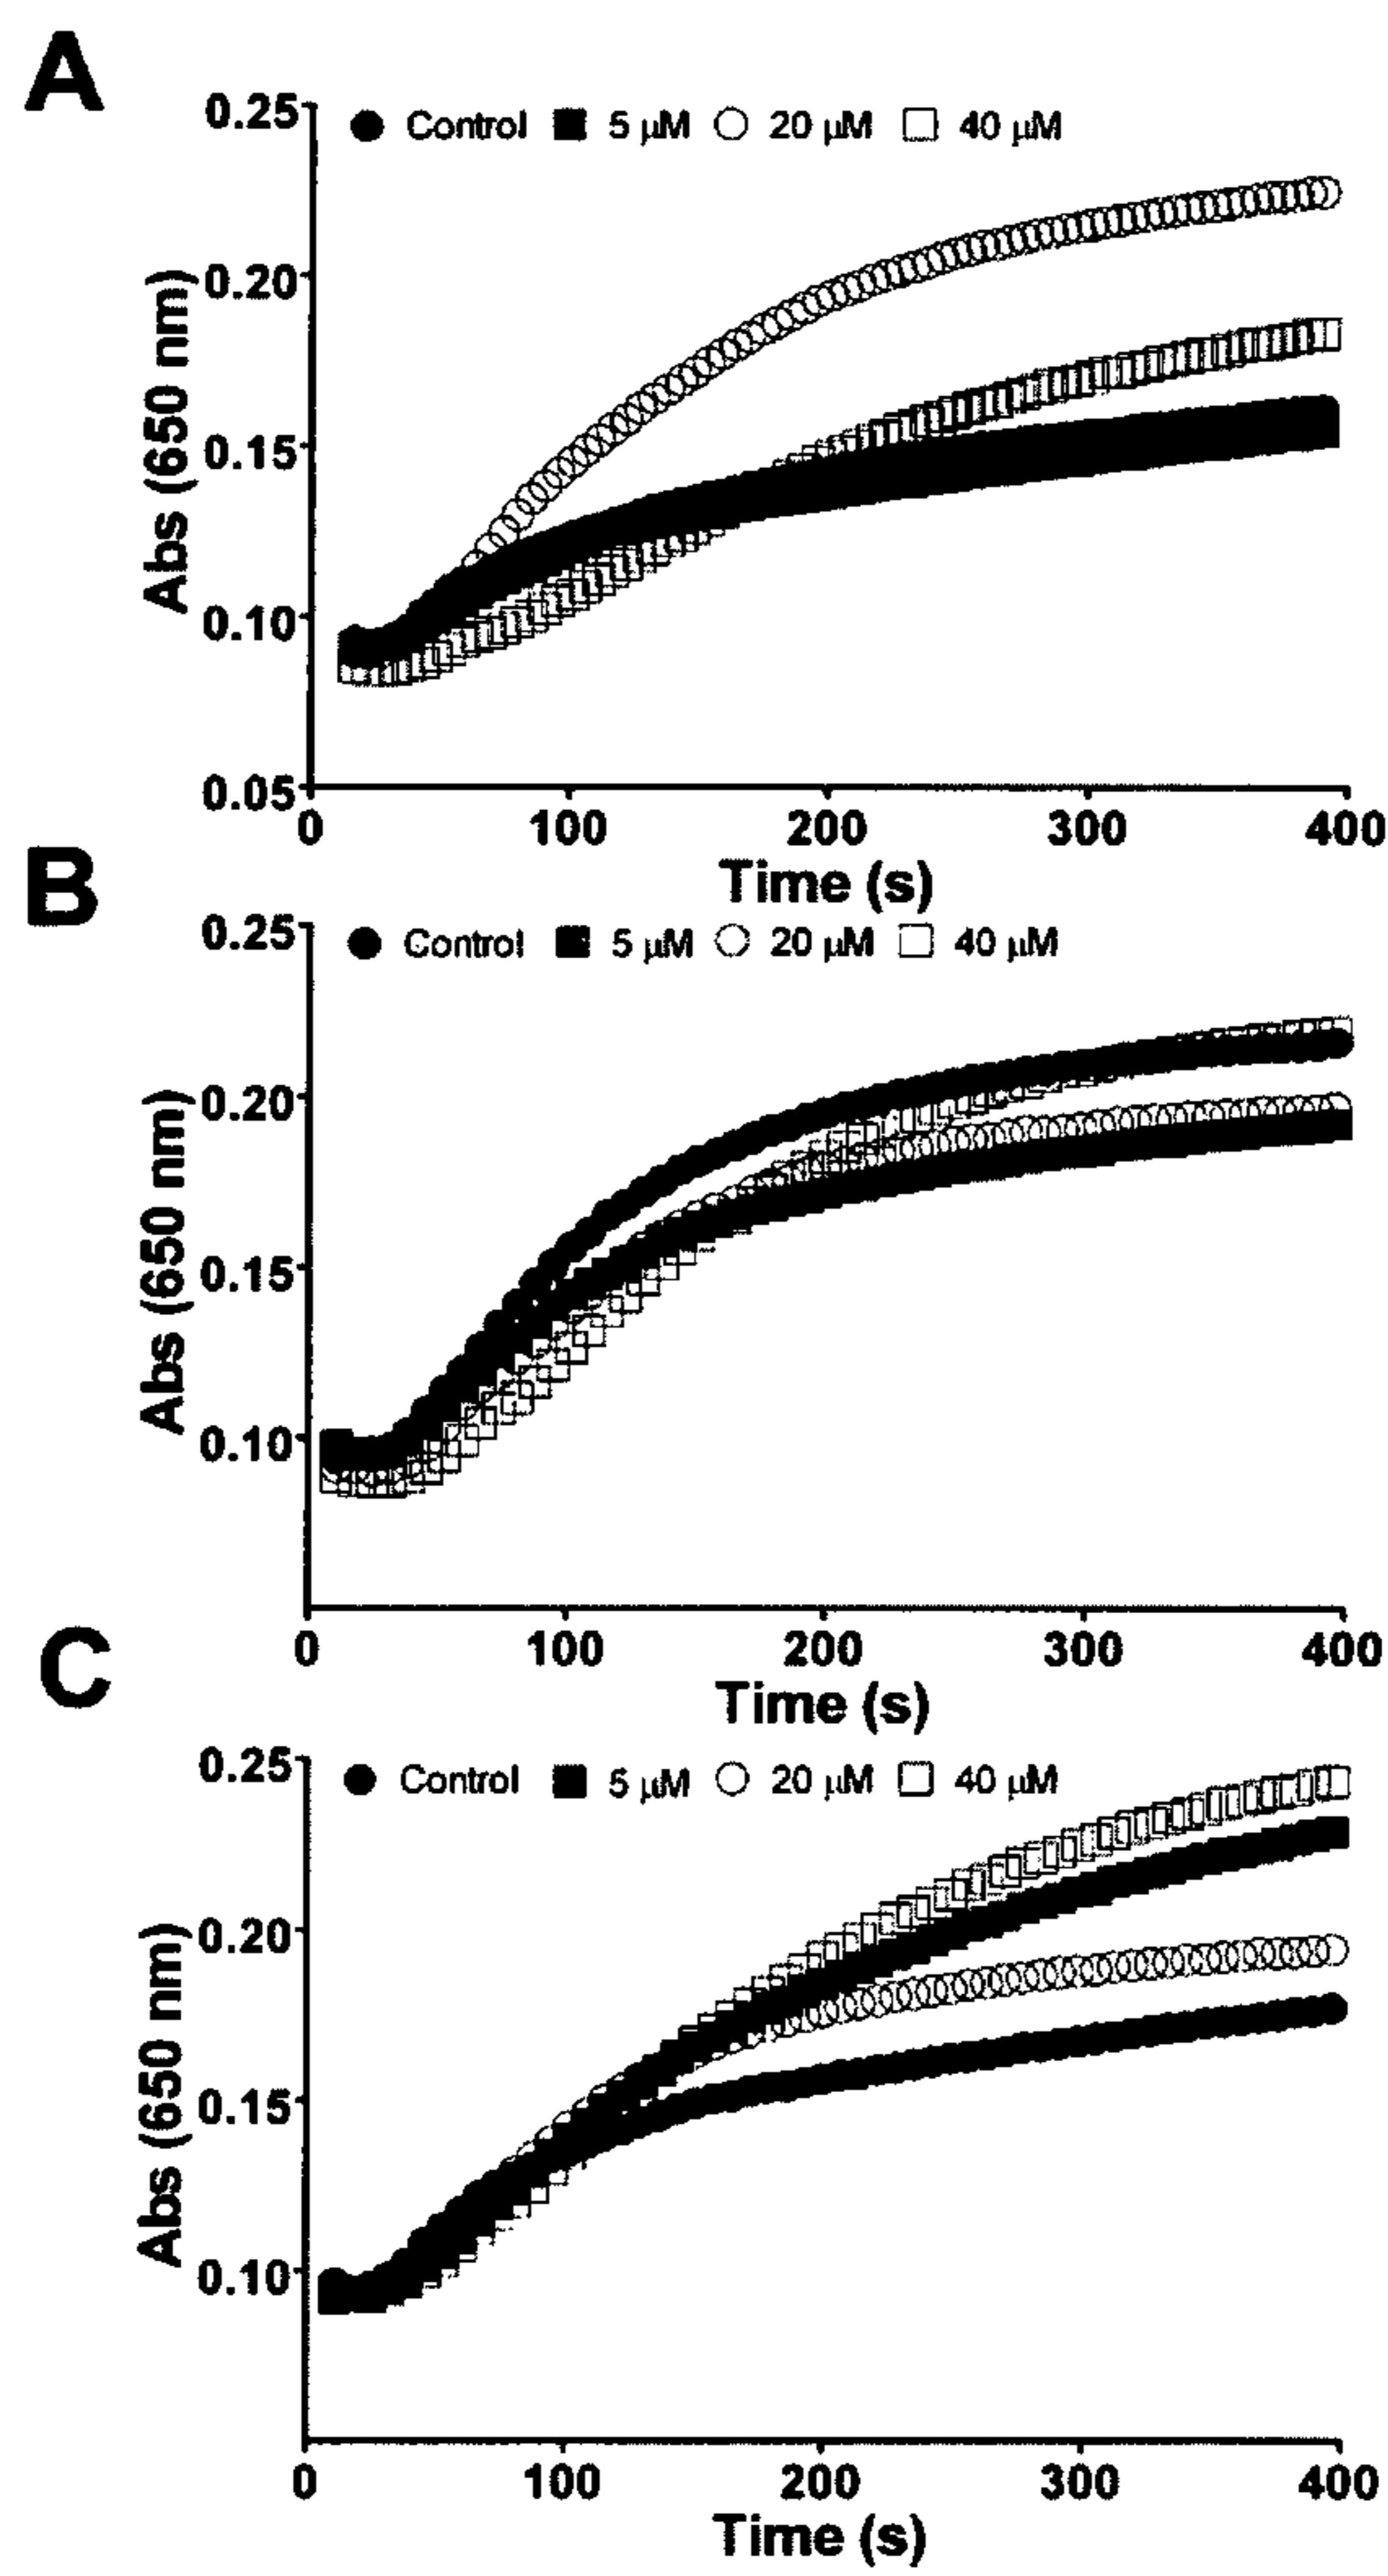 A
0.25
● Control ■ 5 μM ○ 20 μM □ 40 μM
0.20
0.15
0.10
0.05
Abs (650 nm)
0 100 200 300 400
Time (s)
B
0.25
● Control ■ 5 μM ○ 20 μM □ 40 μM
0.20
0.15
0.10
Abs (650 nm)
0 100 200 300 400
Time (s)
C
0.25
● Control ■ 5 μM ○ 20 μM □ 40 μM
0.20
0.15
0.10
Abs (650 nm)
0 100 200 300 400
Time (s)